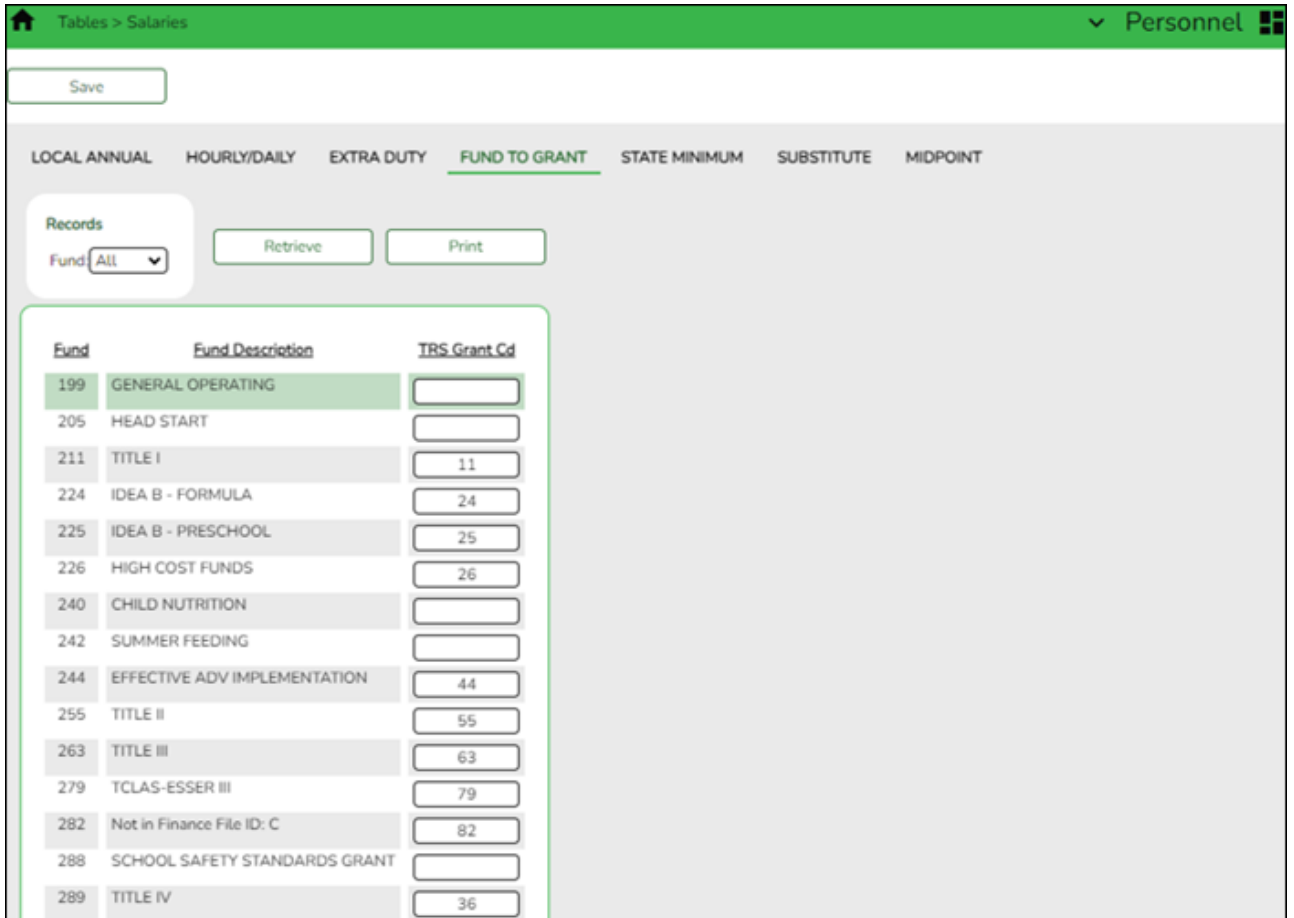 Tables > Salaries Personnel
Save
LOCAL ANNUAL HOURLY/DAILY EXTRA DUTY FUND TO GRANT STATE MINIMUM SUBSTITUTE MIDPOINT
Records
Fund: All Retrieve Print
Fund Fund Description TRS Grant Cd
199 GENERAL OPERATING
205 HEAD START
211 TITLE I 11
224 IDEA B - FORMULA 24
225 IDEA B - PRESCHOOL 25
226 HIGH COST FUNDS 26
240 CHILD NUTRITION
242 SUMMER FEEDING
244 EFFECTIVE ADV IMPLEMENTATION 44
255 TITLE II 55
263 TITLE III 63
279 TCLAS-ESSER III 79
282 Not in Finance File ID: C 82
288 SCHOOL SAFETY STANDARDS GRANT
289 TITLE IV 36